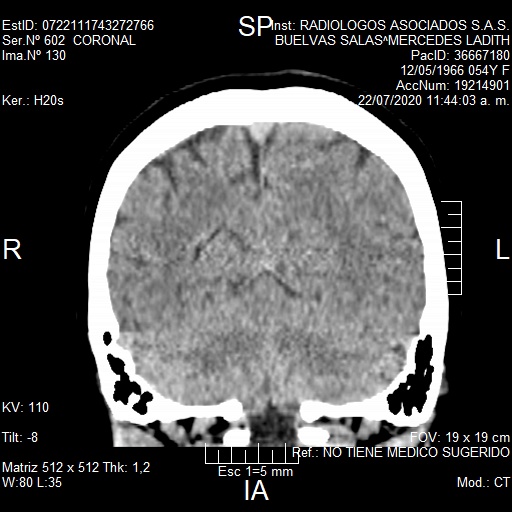 EstID: 0722111743272766
Ser.Nº 602 CORONAL
Ima.Nº 130
Ker.: H20s
SP
Inst: RADIOLOGOS ASOCIADOS S.A.S.
BUELVAS SALAS^MERCEDES LADITH
PacID: 36667180
12/05/1966 054Y F
AccNum: 19214901
22/07/2020 11:44:03 a. m.
R
L
KV: 110
Tilt: -8
Matriz 512 x 512 Thk: 1,2
W:80 L:35
Esc 1=5 mm
IA
FOV: 19 x 19 cm
Ref.: NO TIENE MEDICO SUGERIDO
Mod.: CT